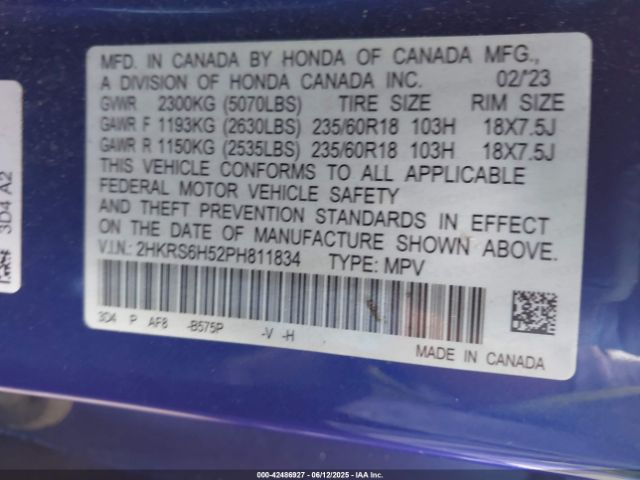 MFD. IN CANADA BY HONDA OF CANADA MFG.,
A DIVISION OF HONDA CANADA INC. 02/'23
GVWR 2300KG (5070LBS) TIRE SIZE RIM SIZE
GAWR F 1193KG (2630LBS) 235/60R18 103H 18X7.5J
GAWR R 1150KG (2535LBS) 235/60R18 103H 18X7.5J
THIS VEHICLE CONFORMS TO ALL APPLICABLE
FEDERAL MOTOR VEHICLE SAFETY
AND THEFT PREVENTION STANDARDS IN EFFECT
ON THE DATE OF MANUFACTURE SHOWN ABOVE.
V.I.N.: 2HKRS6H52PH811834 TYPE: MPV
3D4 P AF8 -B575P -V -H
MADE IN CANADA
3D4 A2
000-42486927 - 06/12/2025 - IAA Inc.